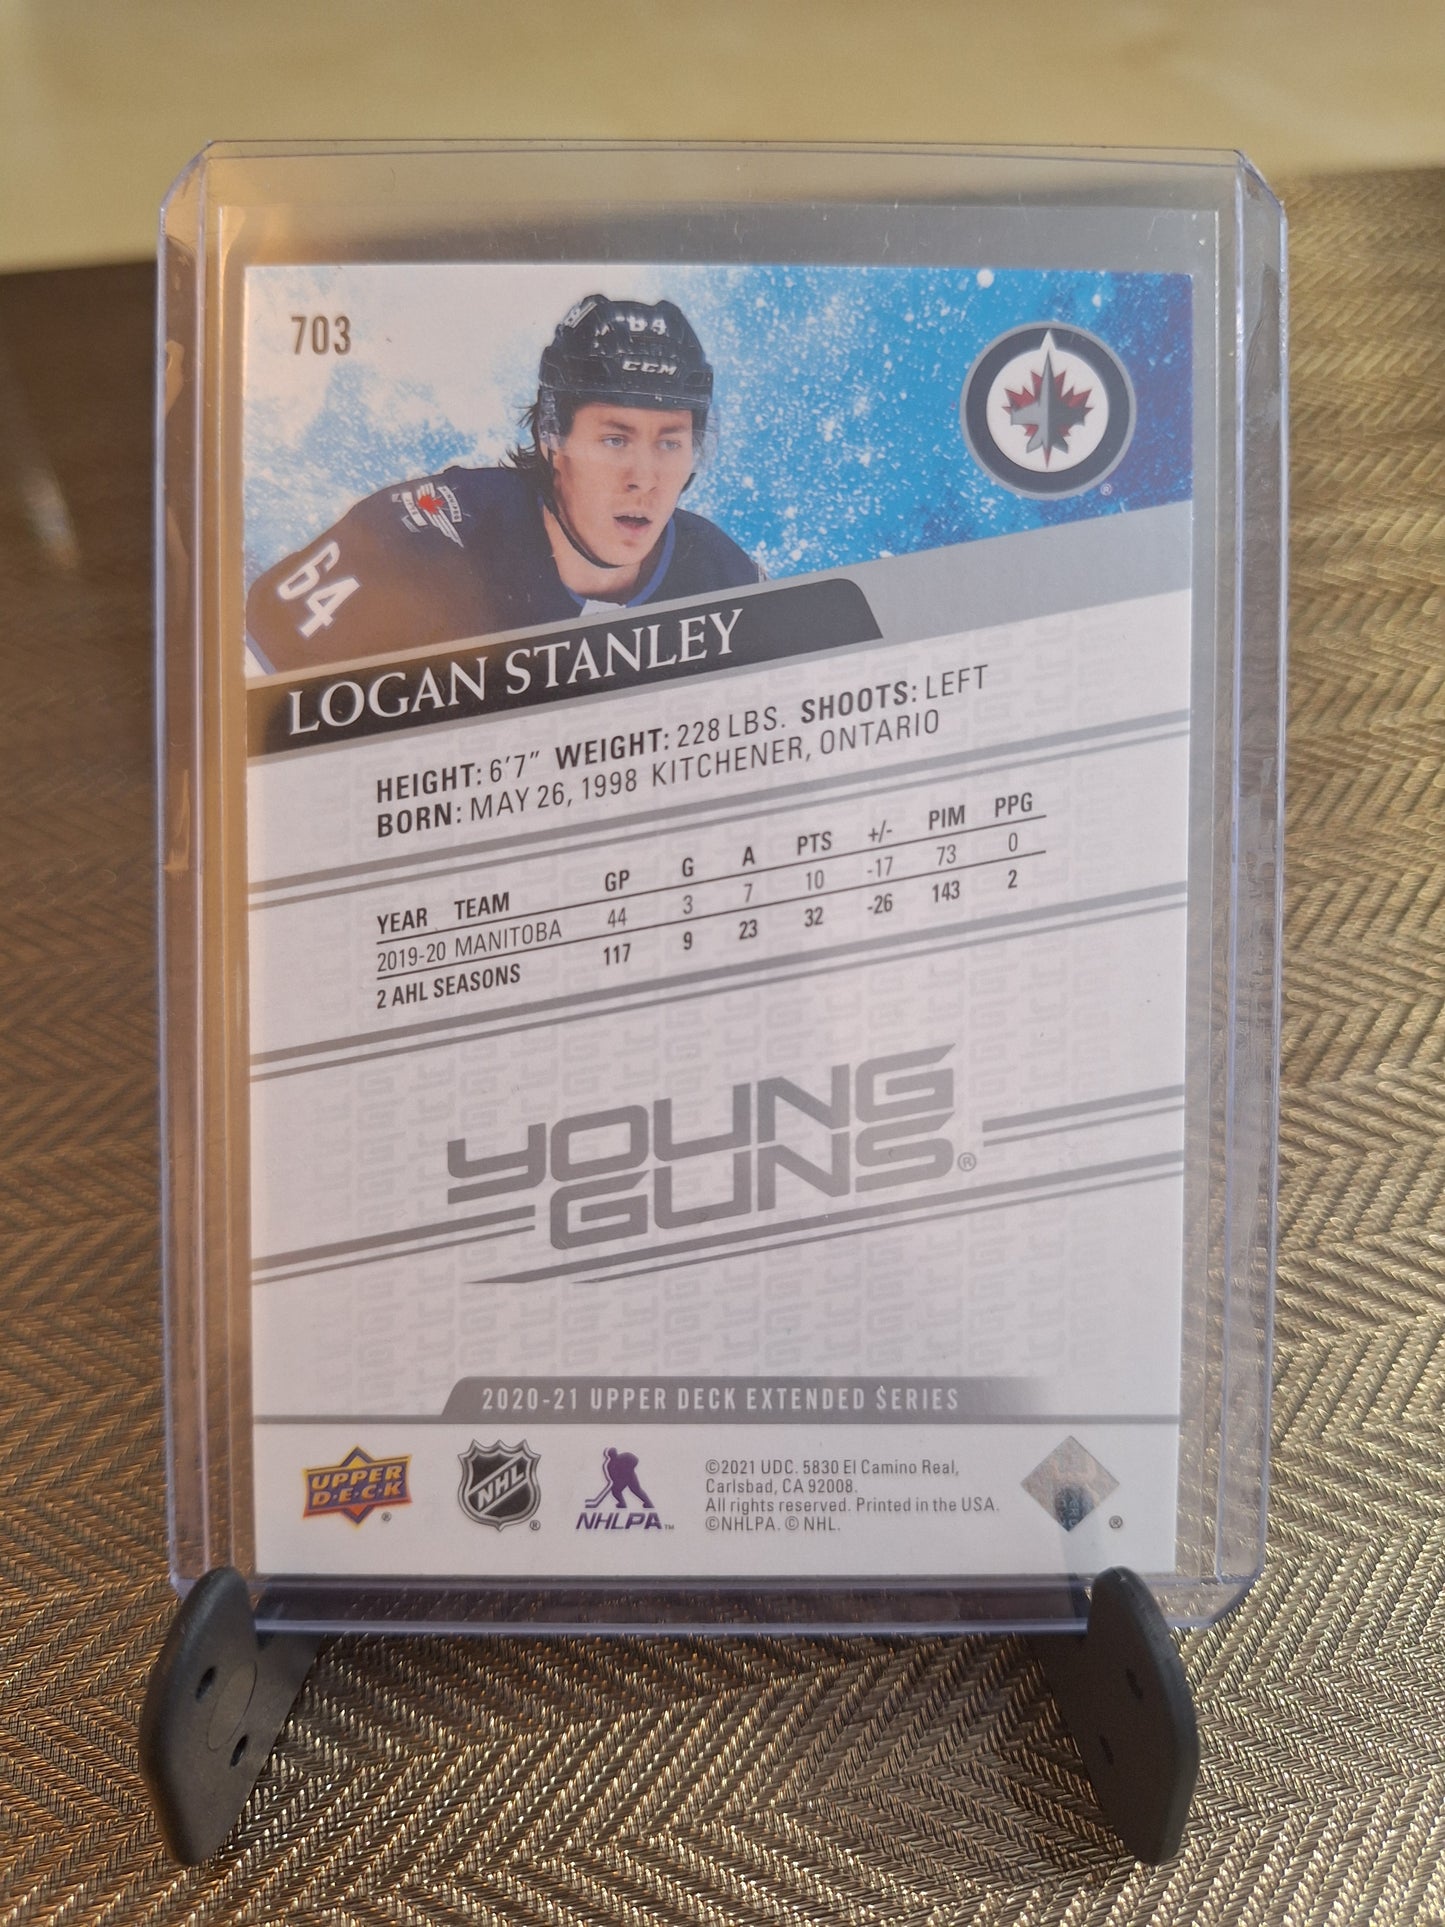 703
64
CCM
64
LOGAN STANLEY
HEIGHT: 6'7" WEIGHT: 228 LBS. SHOOTS: LEFT
BORN: MAY 26, 1998 KITCHENER, ONTARIO
YEAR TEAM GP G A PTS +/- PIM PPG
2019-20 MANITOBA 44 3 7 10 -17 73 0
2 AHL SEASONS 117 9 23 32 -26 143 2
YOUNG
GUNS®
2020-21 UPPER DECK EXTENDED SERIES
UPPER
D·E·C·K®
NHL®
NHLPA™
©2021 UDC. 5830 El Camino Real,
Carlsbad, CA 92008.
All rights reserved. Printed in the USA.
©NHLPA. © NHL.
®